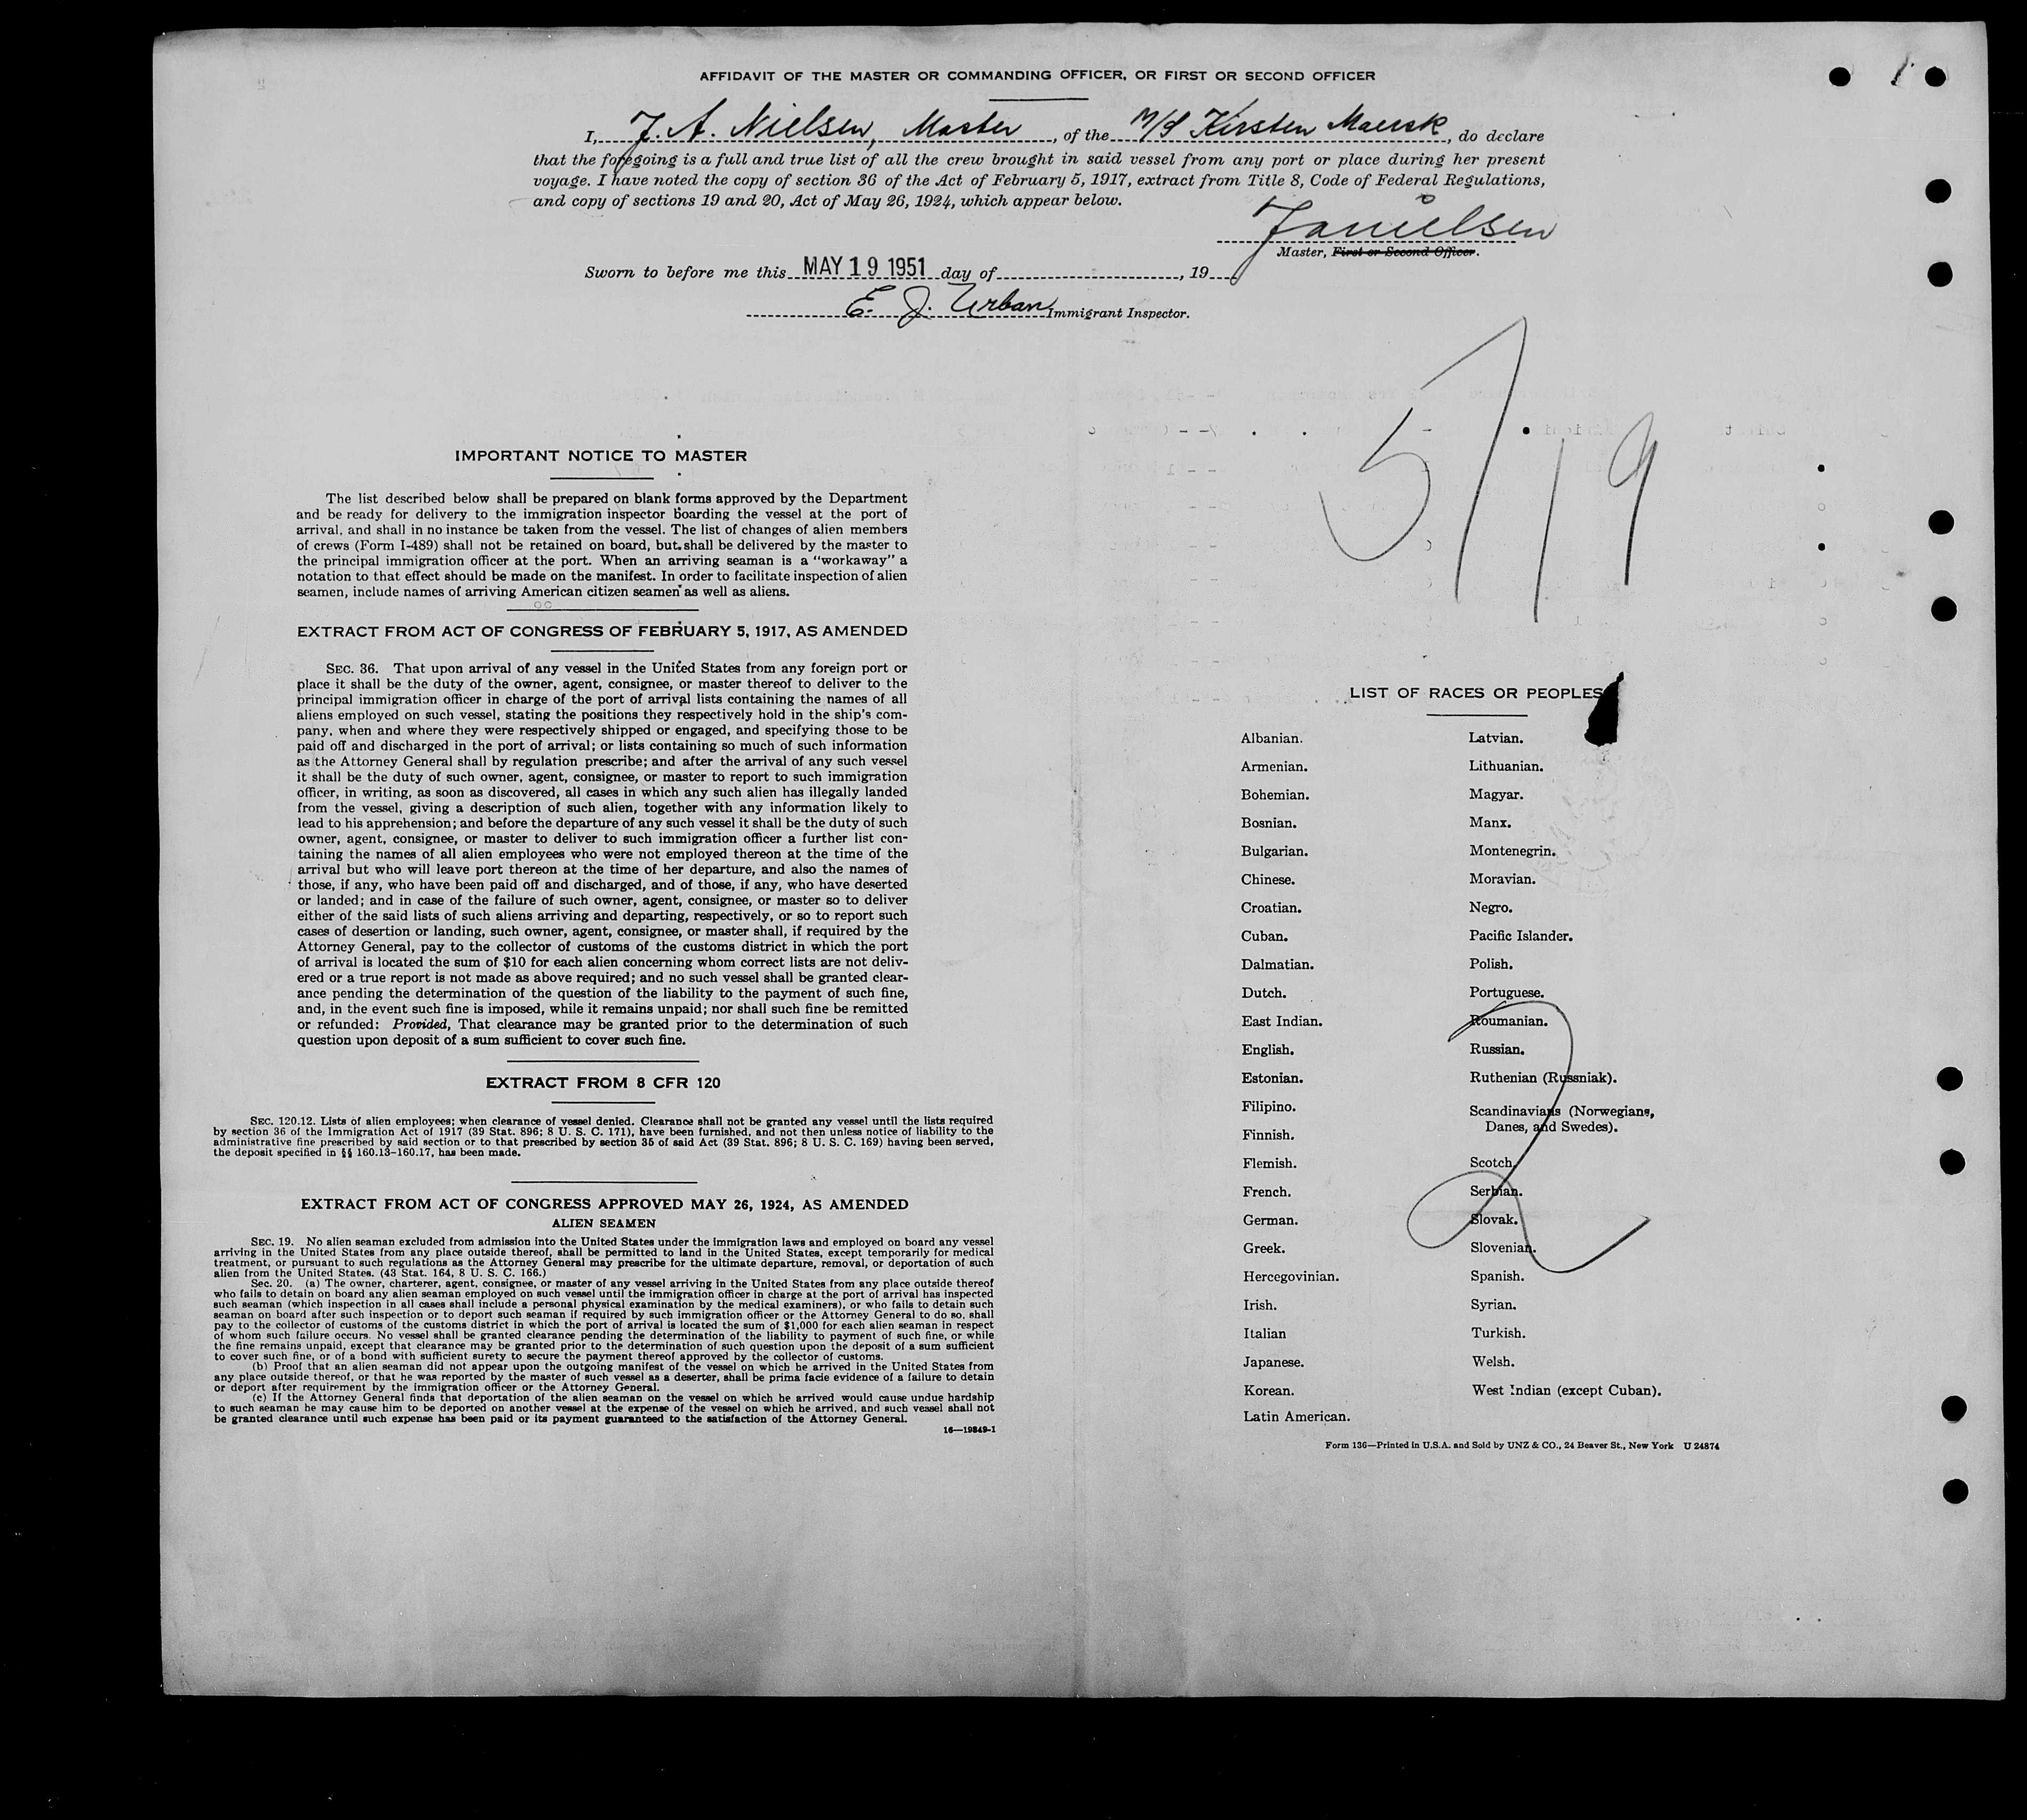 AFFIDAVIT OF THE MASTER OR COMMANDING OFFICER, OR FIRST OR SECOND OFFICER
I, J. A. Nielsen, Master, of the M/S Kirsten Maersk, do declare
that the foregoing is a full and true list of all the crew brought in said vessel from any port or place during her present
voyage. I have noted the copy of section 36 of the Act of February 5, 1917, extract from Title 8, Code of Federal Regulations,
and copy of sections 19 and 20, Act of May 26, 1924, which appear below.
JANielsen
Master, First or Second Officer.
Sworn to before me this MAY 19 1951 day of , 19
E. J. Urban Immigrant Inspector.
5/19
IMPORTANT NOTICE TO MASTER
The list described below shall be prepared on blank forms approved by the Department
and be ready for delivery to the immigration inspector boarding the vessel at the port of
arrival, and shall in no instance be taken from the vessel. The list of changes of alien members
of crews (Form I-489) shall not be retained on board, but shall be delivered by the master to
the principal immigration officer at the port. When an arriving seaman is a "workaway" a
notation to that effect should be made on the manifest. In order to facilitate inspection of alien
seamen, include names of arriving American citizen seamen as well as aliens.
EXTRACT FROM ACT OF CONGRESS OF FEBRUARY 5, 1917, AS AMENDED
SEC. 36. That upon arrival of any vessel in the United States from any foreign port or
place it shall be the duty of the owner, agent, consignee, or master thereof to deliver to the
principal immigration officer in charge of the port of arrival lists containing the names of all
aliens employed on such vessel, stating the positions they respectively hold in the ship's com-
pany, when and where they were respectively shipped or engaged, and specifying those to be
paid off and discharged in the port of arrival; or lists containing so much of such information
as the Attorney General shall by regulation prescribe; and after the arrival of any such vessel
it shall be the duty of such owner, agent, consignee, or master to report to such immigration
officer, in writing, as soon as discovered, all cases in which any such alien has illegally landed
from the vessel, giving a description of such alien, together with any information likely to
lead to his apprehension; and before the departure of any such vessel it shall be the duty of such
owner, agent, consignee, or master to deliver to such immigration officer a further list con-
taining the names of all alien employees who were not employed thereon at the time of the
arrival but who will leave port thereon at the time of her departure, and also the names of
those, if any, who have been paid off and discharged, and of those, if any, who have deserted
or landed; and in case of the failure of such owner, agent, consignee, or master so to deliver
either of the said lists of such aliens arriving and departing, respectively, or so to report such
cases of desertion or landing, such owner, agent, consignee, or master shall, if required by the
Attorney General, pay to the collector of customs of the customs district in which the port
of arrival is located the sum of $10 for each alien concerning whom correct lists are not deliv-
ered or a true report is not made as above required; and no such vessel shall be granted clear-
ance pending the determination of the question of the liability to the payment of such fine,
and, in the event such fine is imposed, while it remains unpaid; nor shall such fine be remitted
or refunded: Provided, That clearance may be granted prior to the determination of such
question upon deposit of a sum sufficient to cover such fine.
EXTRACT FROM 8 CFR 120
SEC. 120.12. Lists of alien employees; when clearance of vessel denied. Clearance shall not be granted any vessel until the lists required
by section 36 of the Immigration Act of 1917 (39 Stat. 896; 8 U. S. C. 171), have been furnished, and not then unless notice of liability to the
administrative fine prescribed by said section or to that prescribed by section 35 of said Act (39 Stat. 896; 8 U. S. C. 169) having been served,
the deposit specified in §§ 160.13-160.17, has been made.
EXTRACT FROM ACT OF CONGRESS APPROVED MAY 26, 1924, AS AMENDED
ALIEN SEAMEN
SEC. 19. No alien seaman excluded from admission into the United States under the immigration laws and employed on board any vessel
arriving in the United States from any place outside thereof, shall be permitted to land in the United States, except temporarily for medical
treatment, or pursuant to such regulations as the Attorney General may prescribe for the ultimate departure, removal, or deportation of such
alien from the United States. (43 Stat. 164, 8 U. S. C. 166.)
Sec. 20. (a) The owner, charterer, agent, consignee, or master of any vessel arriving in the United States from any place outside thereof
who fails to detain on board any alien seaman employed on such vessel until the immigration officer in charge at the port of arrival has inspected
such seaman (which inspection in all cases shall include a personal physical examination by the medical examiners), or who fails to detain such
seaman on board after such inspection or to deport such seaman if required by such immigration officer or the Attorney General to do so, shall
pay to the collector of customs of the customs district in which the port of arrival is located the sum of $1,000 for each alien seaman in respect
of whom such failure occurs. No vessel shall be granted clearance pending the determination of the liability to payment of such fine, or while
the fine remains unpaid, except that clearance may be granted prior to the determination of such question upon the deposit of a sum sufficient
to cover such fine, or of a bond with sufficient surety to secure the payment thereof approved by the collector of customs.
(b) Proof that an alien seaman did not appear upon the outgoing manifest of the vessel on which he arrived in the United States from
any place outside thereof, or that he was reported by the master of such vessel as a deserter, shall be prima facie evidence of a failure to detain
or deport after requirement by the immigration officer or the Attorney General.
(c) If the Attorney General finds that deportation of the alien seaman on the vessel on which he arrived would cause undue hardship
to such seaman he may cause him to be deported on another vessel at the expense of the vessel on which he arrived, and such vessel shall not
be granted clearance until such expense has been paid or its payment guaranteed to the satisfaction of the Attorney General.
16—19849-1
LIST OF RACES OR PEOPLES
Albanian.
Armenian.
Bohemian.
Bosnian.
Bulgarian.
Chinese.
Croatian.
Cuban.
Dalmatian.
Dutch.
East Indian.
English.
Estonian.
Filipino.
Finnish.
Flemish.
French.
German.
Greek.
Hercegovinian.
Irish.
Italian
Japanese.
Korean.
Latin American.
Latvian.
Lithuanian.
Magyar.
Manx.
Montenegrin.
Moravian.
Negro.
Pacific Islander.
Polish.
Portuguese.
Roumanian.
Russian.
Ruthenian (Russniak).
Scandinavians (Norwegians,
Danes, and Swedes).
Scotch.
Serbian.
Slovak.
Slovenian.
Spanish.
Syrian.
Turkish.
Welsh.
West Indian (except Cuban).
2
Form 136—Printed in U.S.A. and Sold by UNZ & CO., 24 Beaver St., New York U 24874